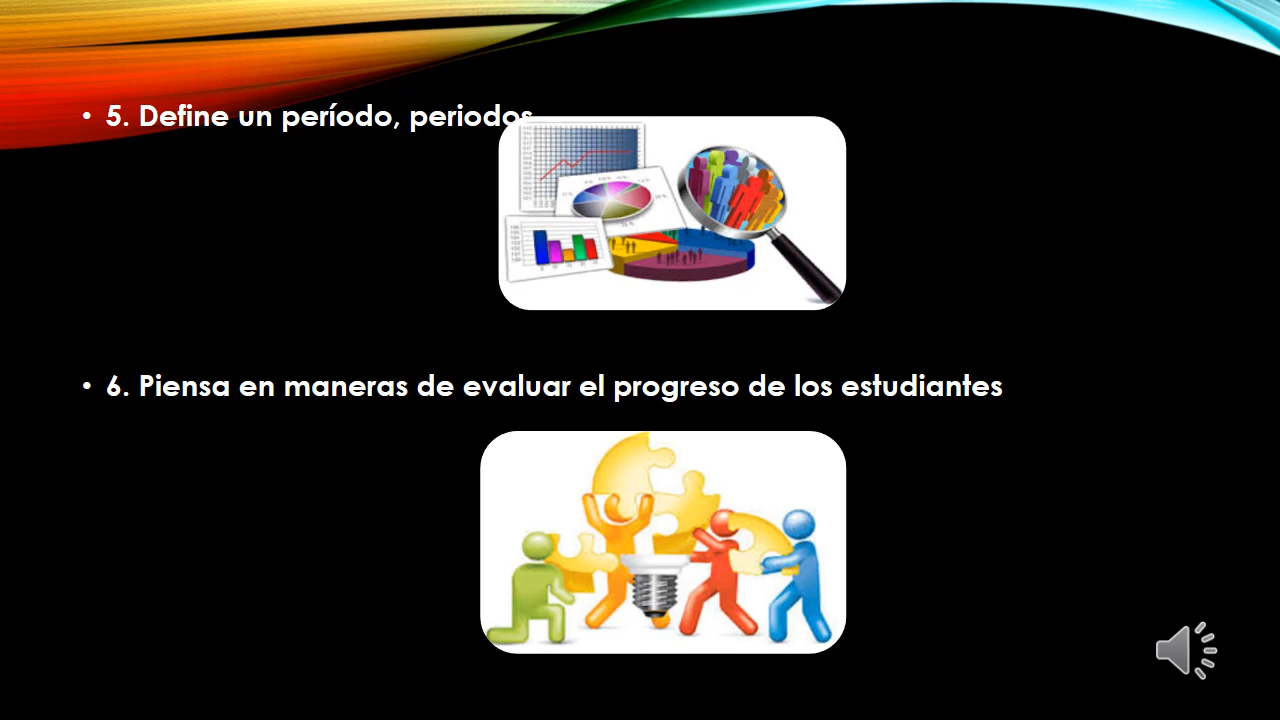 • 5. Define un período, periodos
• 6. Piensa en maneras de evaluar el progreso de los estudiantes